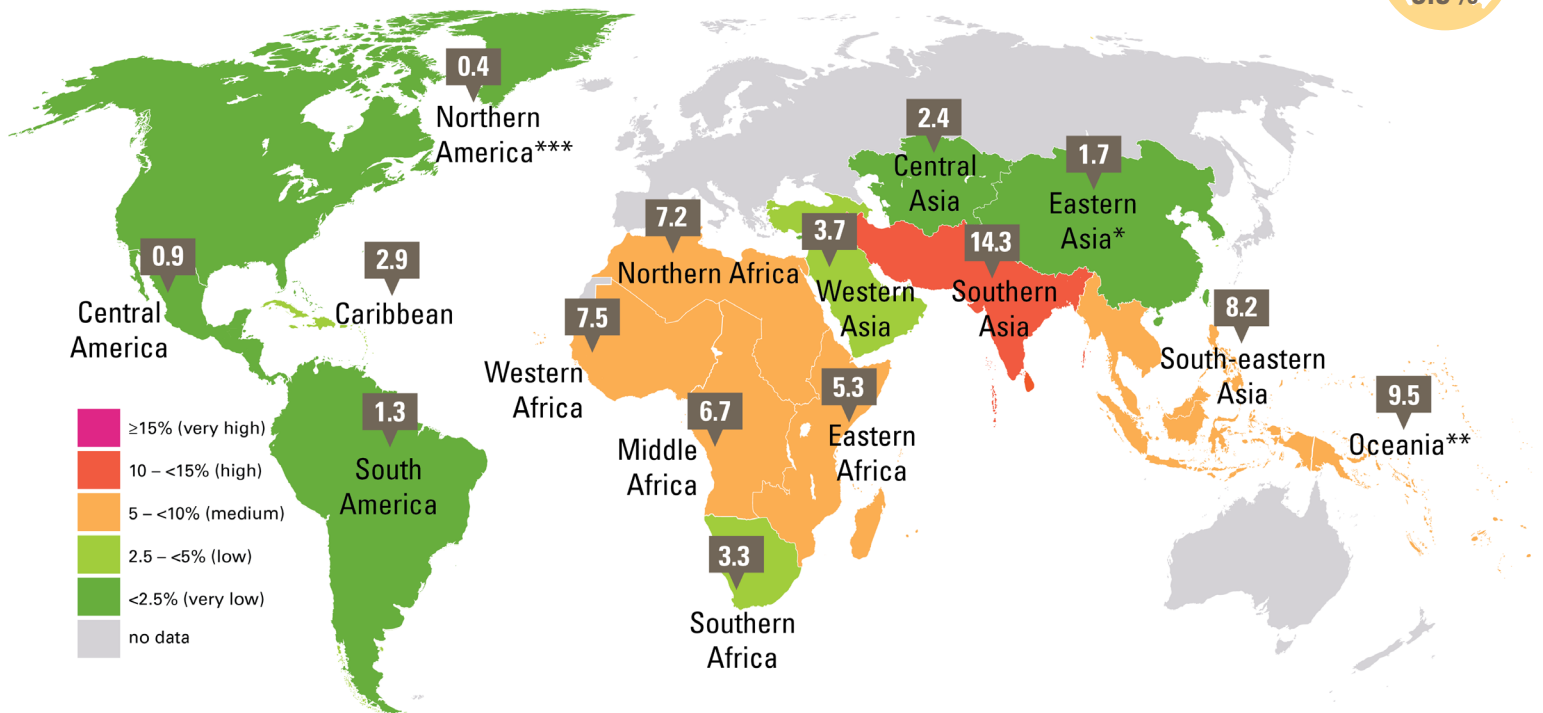 0.4
Northern
America***
2.4
Central
Asia
1.7
Eastern
Asia*
7.2
Northern Africa
3.7
Western
Asia
14.3
Southern
Asia
0.9
Central
America
2.9
Caribbean
7.5
Western
Africa
8.2
South-eastern
Asia
5.3
Eastern
Africa
6.7
Middle
Africa
9.5
Oceania**
1.3
South
America
≥15% (very high)
10 – <15% (high)
5 – <10% (medium)
2.5 – <5% (low)
<2.5% (very low)
no data
3.3
Southern
Africa